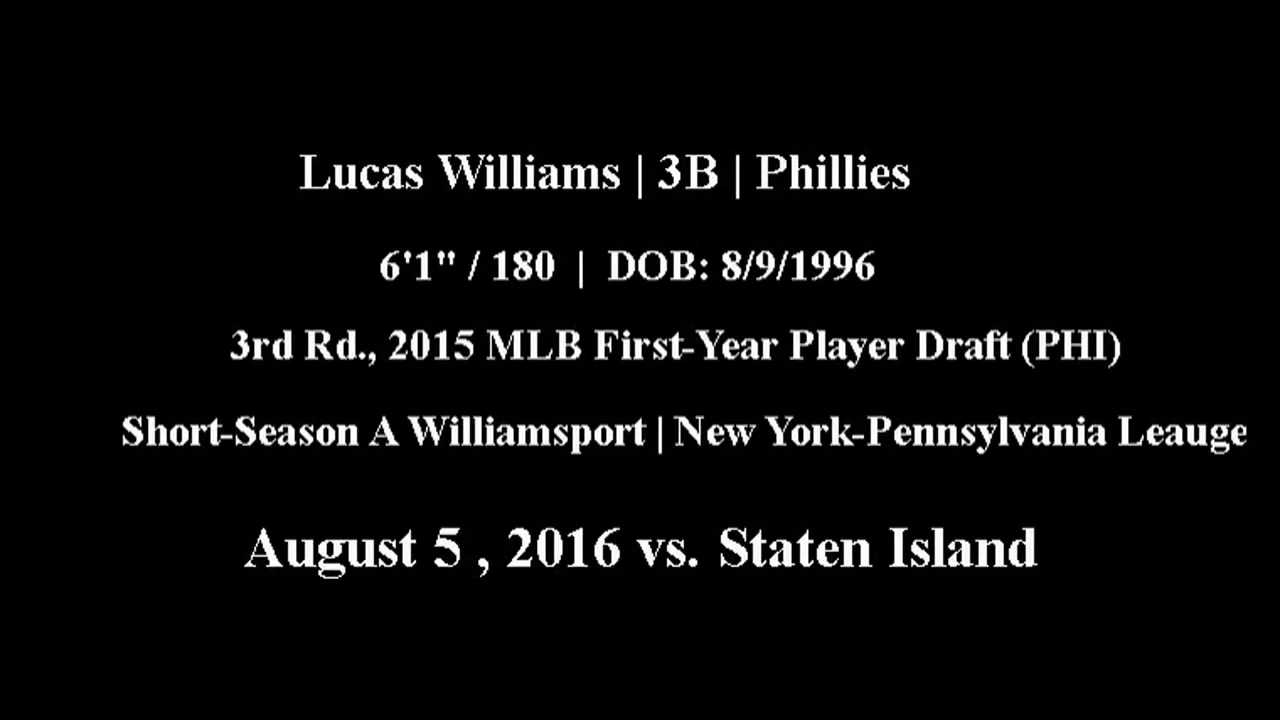 Lucas Williams | 3B | Phillies
6'1" / 180 | DOB: 8/9/1996
3rd Rd., 2015 MLB First-Year Player Draft (PHI)
Short-Season A Williamsport | New York-Pennsylvania Leauge
August 5 , 2016 vs. Staten Island